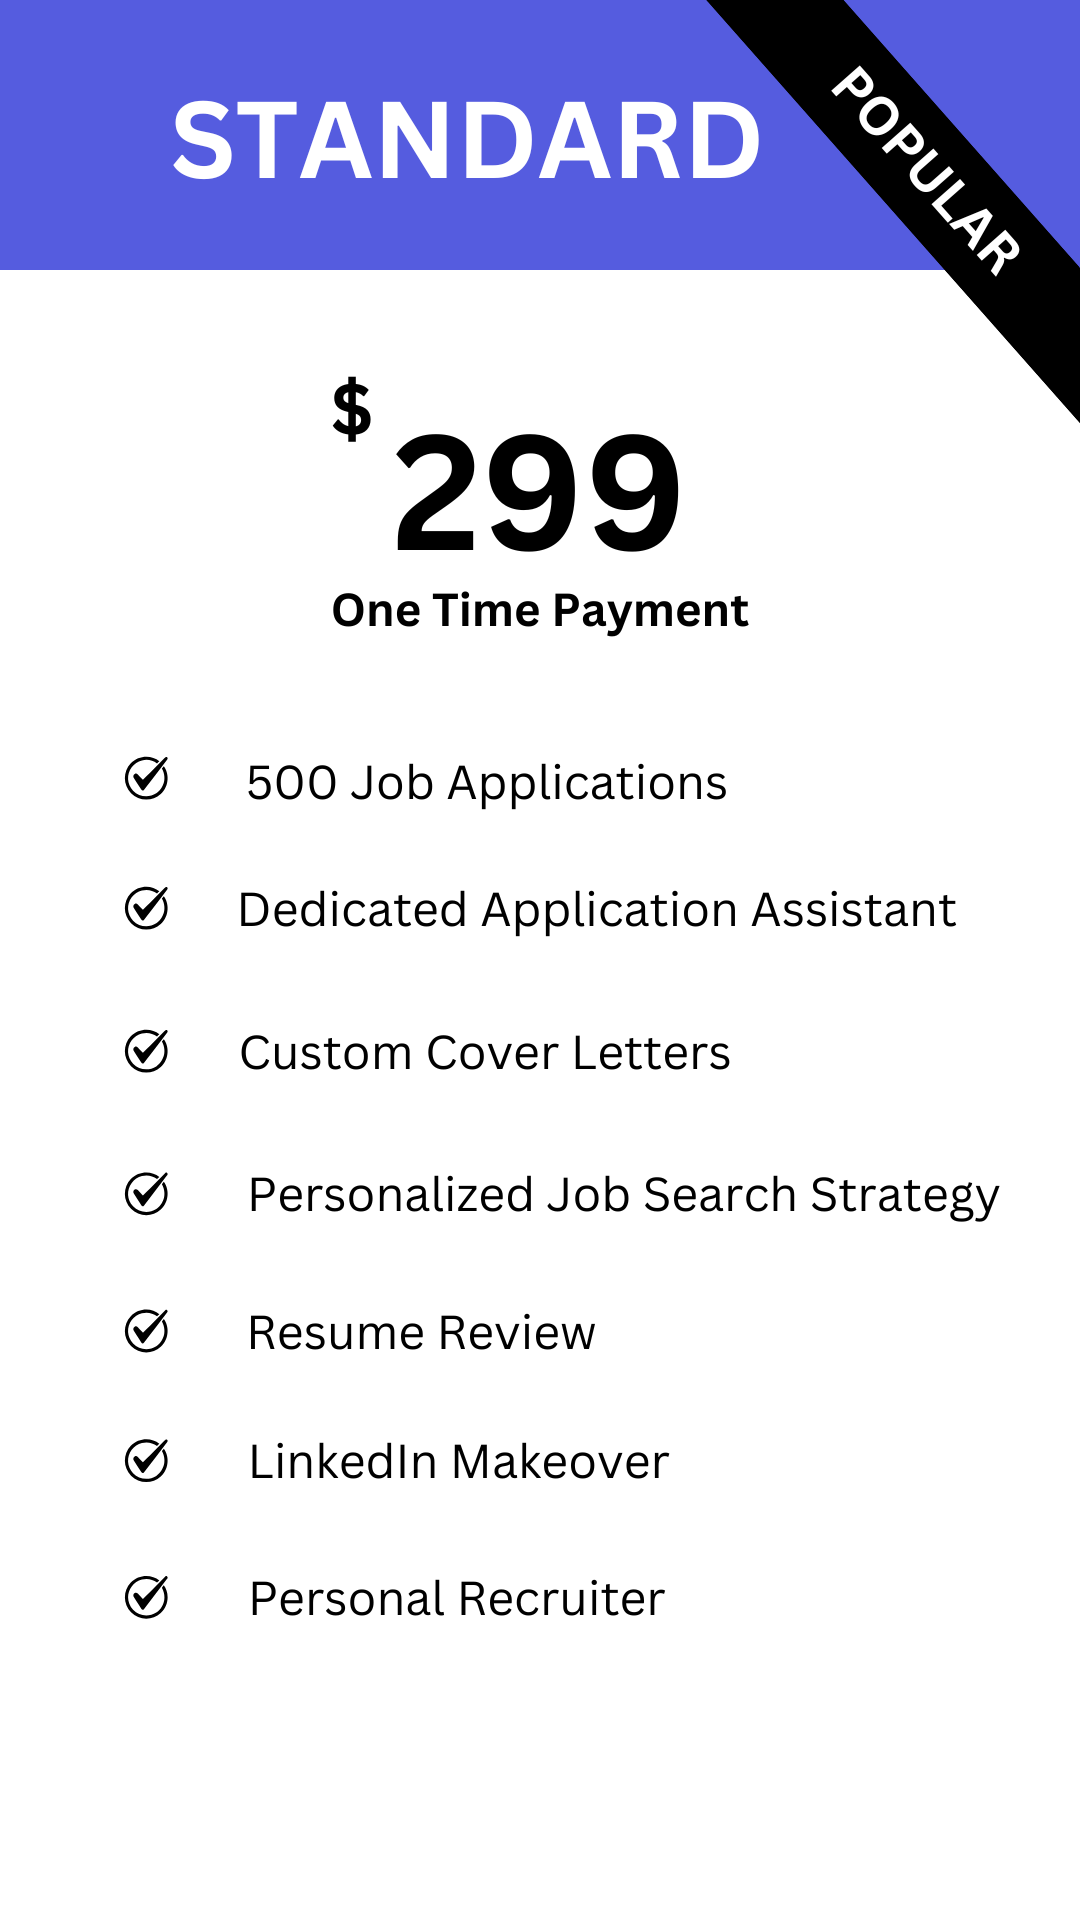 STANDARD
POPULAR
$
299
One Time Payment
500 Job Applications
Dedicated Application Assistant
Custom Cover Letters
Personalized Job Search Strategy
Resume Review
LinkedIn Makeover
Personal Recruiter